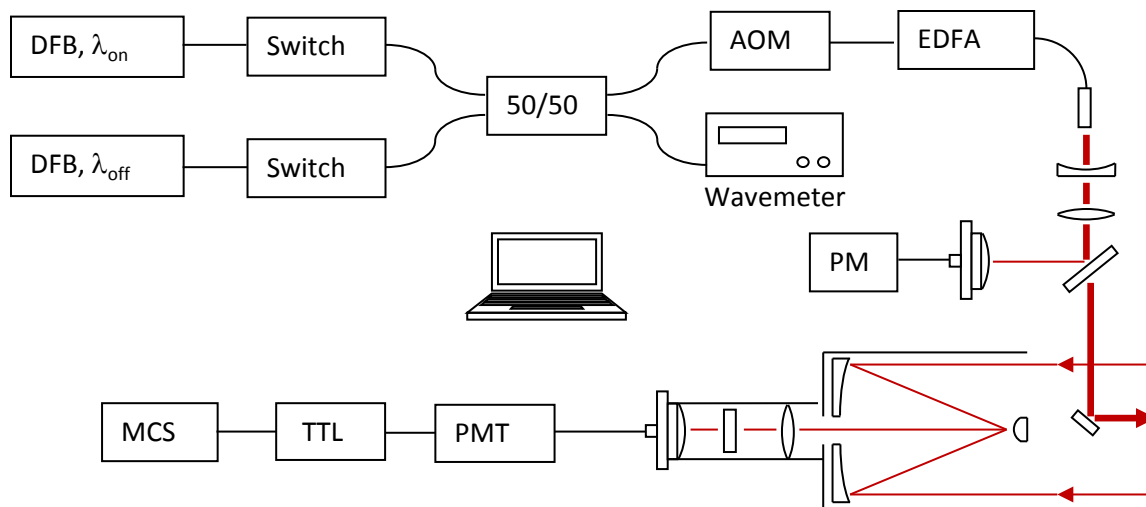 DFB, λon
Switch
AOM
EDFA
50/50
DFB, λoff
Switch
Wavemeter
PM
MCS
TTL
PMT